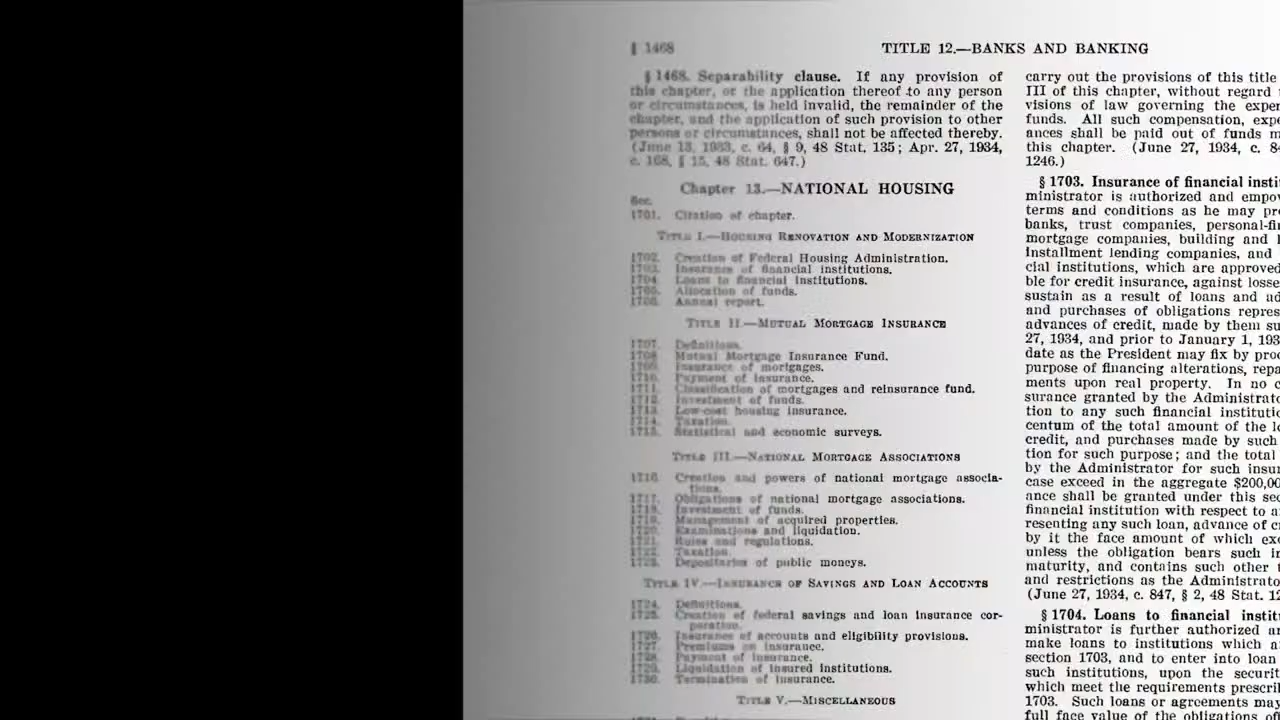 § 1468
TITLE 12.—BANKS AND BANKING
§ 1468. Separability clause. If any provision of
this chapter, or the application thereof to any person
or circumstances, is held invalid, the remainder of the
chapter, and the application of such provision to other
persons or circumstances, shall not be affected thereby.
(June 13, 1933, c. 64, § 9, 48 Stat. 135; Apr. 27, 1934,
c. 168, § 15, 48 Stat. 647.)
Chapter 13.—NATIONAL HOUSING
Sec.
1701. Citation of chapter.
TITLE I.—HOUSING RENOVATION AND MODERNIZATION
1702. Creation of Federal Housing Administration.
1703. Insurance of financial institutions.
1704. Loans to financial institutions.
1705. Allocation of funds.
1706. Annual report.
TITLE II.—MUTUAL MORTGAGE INSURANCE
1707. Definitions.
1708. Mutual Mortgage Insurance Fund.
1709. Insurance of mortgages.
1710. Payment of insurance.
1711. Classification of mortgages and reinsurance fund.
1712. Investment of funds.
1713. Low-cost housing insurance.
1714. Taxation.
1715. Statistical and economic surveys.
TITLE III.—NATIONAL MORTGAGE ASSOCIATIONS
1716. Creation and powers of national mortgage associa-
tions.
1717. Obligations of national mortgage associations.
1718. Investment of funds.
1719. Management of acquired properties.
1720. Examinations and liquidation.
1721. Rules and regulations.
1722. Taxation.
1723. Depositaries of public moneys.
TITLE IV.—INSURANCE OF SAVINGS AND LOAN ACCOUNTS
1724. Definitions.
1725. Creation of federal savings and loan insurance cor-
poration.
1726. Insurance of accounts and eligibility provisions.
1727. Premiums on insurance.
1728. Payment of insurance.
1729. Liquidation of insured institutions.
1730. Termination of insurance.
TITLE V.—MISCELLANEOUS
carry out the provisions of this title
III of this chapter, without regard
visions of law governing the expen
funds. All such compensation, expe
ances shall be paid out of funds m
this chapter. (June 27, 1934, c. 84
1246.)
§ 1703. Insurance of financial insti
ministrator is authorized and empow
terms and conditions as he may pre
banks, trust companies, personal-fi
mortgage companies, building and l
installment lending companies, and
cial institutions, which are approved
ble for credit insurance, against losse
sustain as a result of loans and ad
and purchases of obligations repres
advances of credit, made by them su
27, 1934, and prior to January 1, 193
date as the President may fix by proc
purpose of financing alterations, repa
ments upon real property. In no c
surance granted by the Administrato
tion to any such financial institutio
centum of the total amount of the lo
credit, and purchases made by such
tion for such purpose; and the total
by the Administrator for such insur
case exceed in the aggregate $200,00
ance shall be granted under this sec
financial institution with respect to a
resenting any such loan, advance of c
by it the face amount of which exc
unless the obligation bears such in
maturity, and contains such other t
and restrictions as the Administrato
(June 27, 1934, c. 847, § 2, 48 Stat. 12
§ 1704. Loans to financial instit
ministrator is further authorized an
make loans to institutions which a
section 1703, and to enter into loan
such institutions, upon the securit
which meet the requirements prescri
1703. Such loans or agreements may
full face value of the obligations of